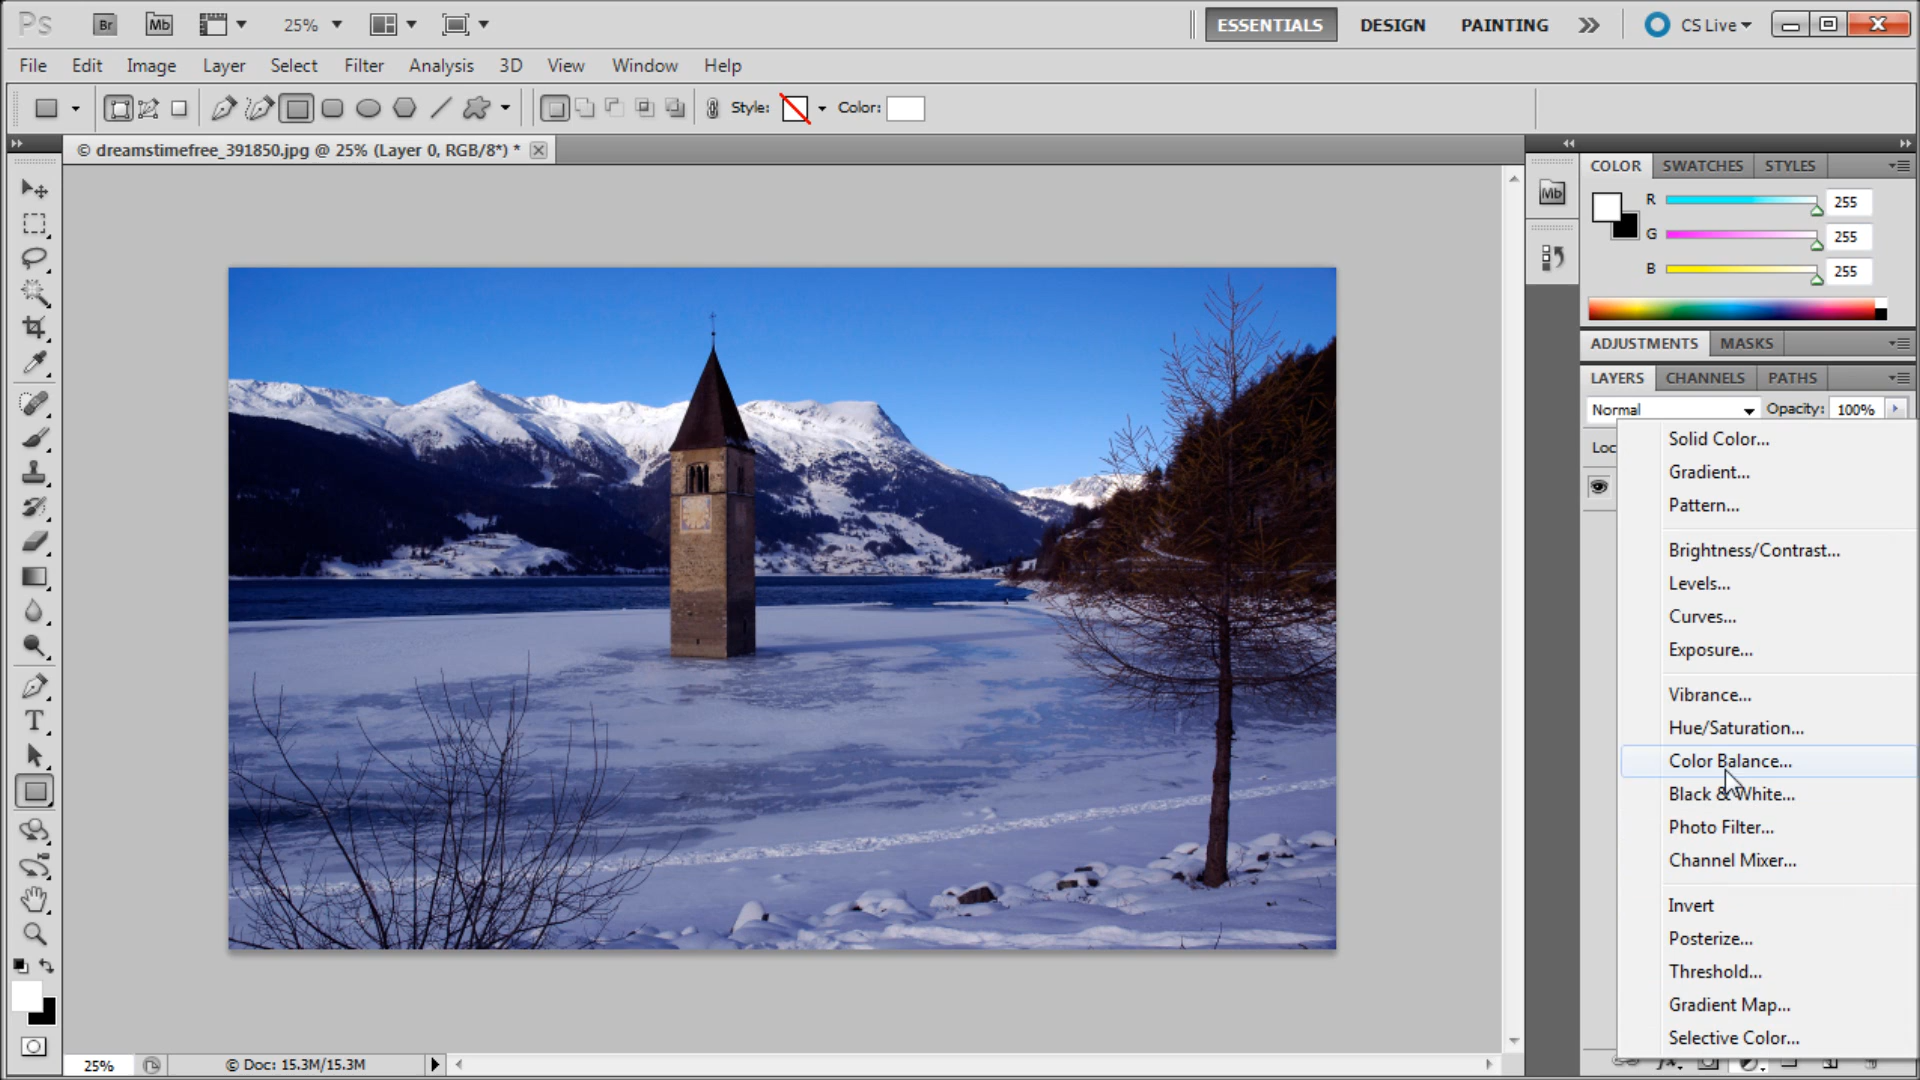 Ps Br Mb 25% ESSENTIALS DESIGN PAINTING CS Live
File Edit Image Layer Select Filter Analysis 3D View Window Help
Style: Color:
© dreamstimefree_391850.jpg @ 25% (Layer 0, RGB/8*) *
COLOR SWATCHES STYLES
Mb
R 255
G 255
B 255
ADJUSTMENTS MASKS
LAYERS CHANNELS PATHS
Normal Opacity: 100%
Loc
Solid Color...
Gradient...
Pattern...
Brightness/Contrast...
Levels...
Curves...
Exposure...
Vibrance...
Hue/Saturation...
Color Balance...
Black & White...
Photo Filter...
Channel Mixer...
Invert
Posterize...
Threshold...
Gradient Map...
Selective Color...
25% © Doc: 15.3M/15.3M